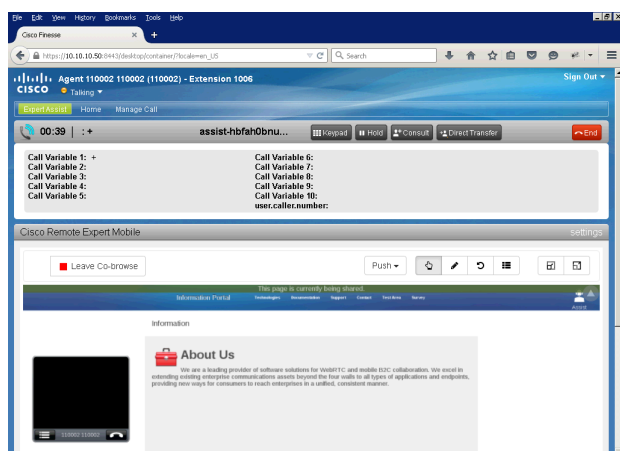 File Edit View History Bookmarks Tools Help
Cisco Finesse
https://10.10.10.50:8443/desktop/container/?locale=en_US
Search
Agent 110002 110002 (110002) - Extension 1006
CISCO
Talking
Sign Out
Expert Assist Home Manage Call
00:39 | : + assist-hbfah0bnu... Keypad Hold Consult Direct Transfer End
Call Variable 1: + Call Variable 6:
Call Variable 2: Call Variable 7:
Call Variable 3: Call Variable 8:
Call Variable 4: Call Variable 9:
Call Variable 5: Call Variable 10:
user.caller.number:
Cisco Remote Expert Mobile settings
Leave Co-browse Push
This page is currently being shared.
Information Portal Technologies Documentation Support Contact Test Area Survey
Assist
Information
About Us
We are a leading provider of software solutions for WebRTC and mobile B2C collaboration. We excel in
extending existing enterprise communications assets beyond the four walls to all types of applications and endpoints,
providing new ways for consumers to reach enterprises in a unified, consistent manner.
110002 110002